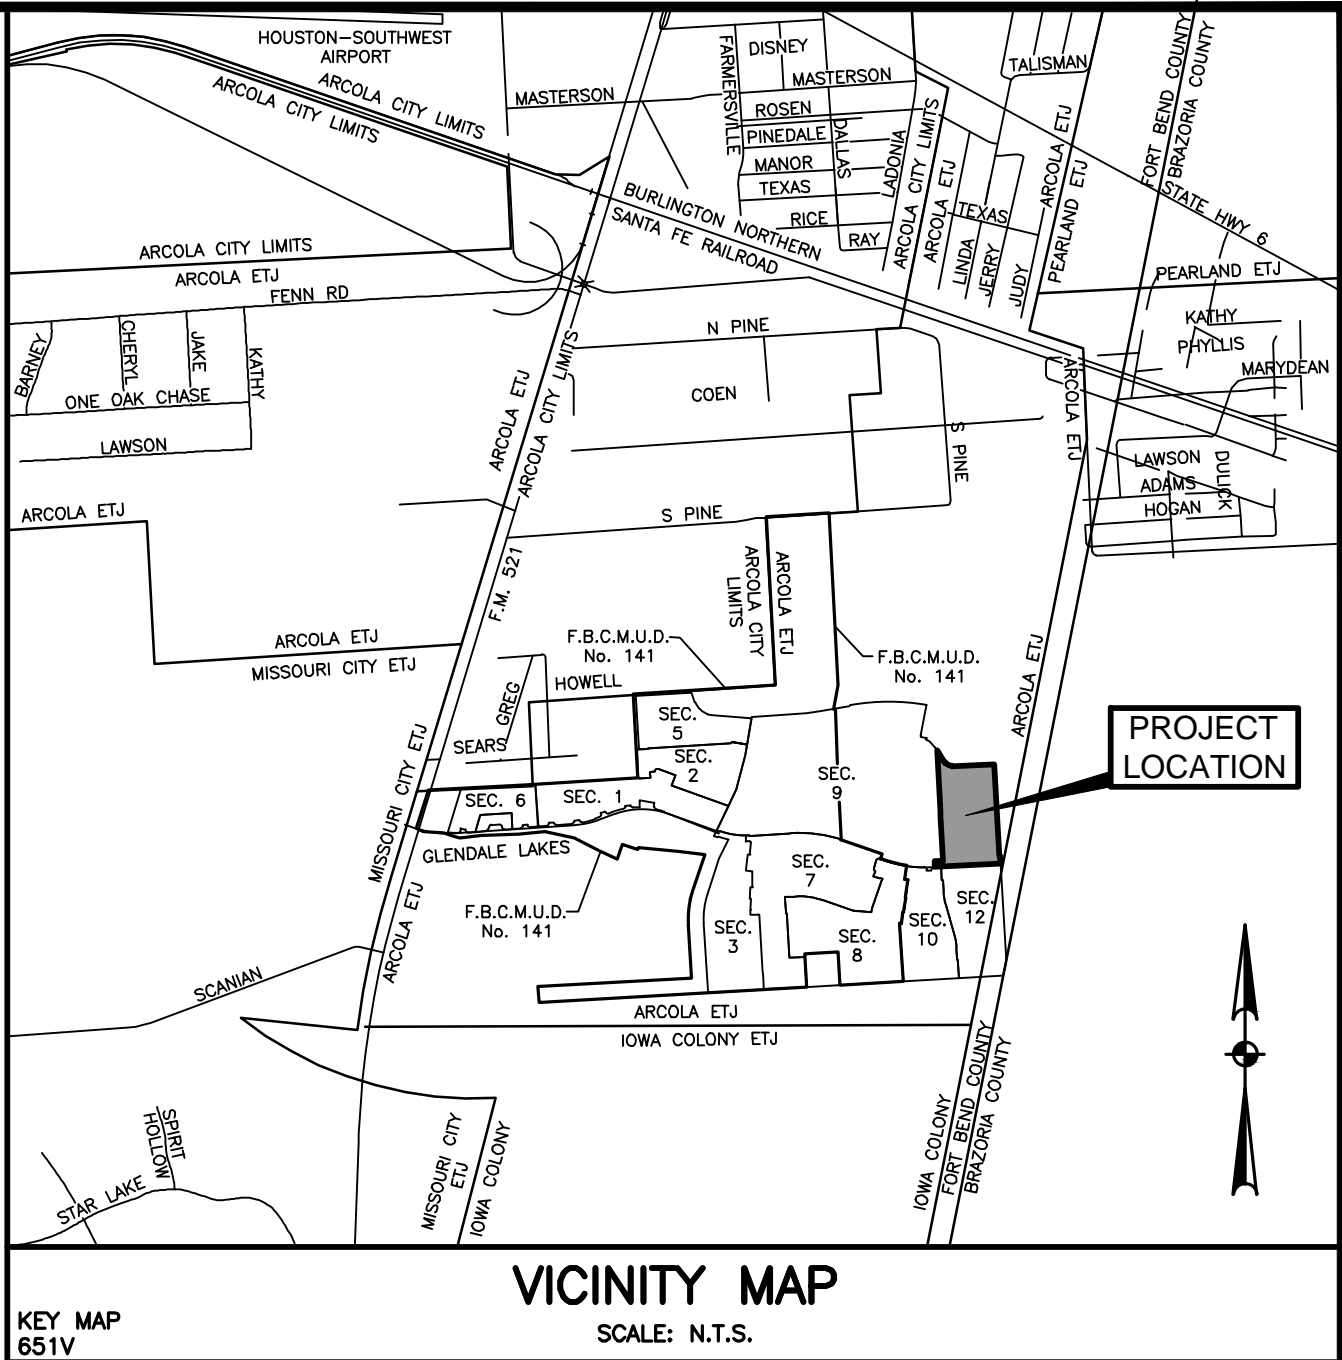 HOUSTON-SOUTHWEST
AIRPORT
ARCOLA CITY LIMITS
ARCOLA CITY LIMITS
MASTERSON
FARMERSVILLE
DISNEY
MASTERSON
ROSEN
PINEDALE
DALLAS
MANOR
TEXAS
RICE
RAY
LADONIA
ARCOLA CITY LIMITS
ARCOLA ETJ
TALISMAN
TEXAS
LINDA
JERRY
JUDY
ARCOLA ETJ
PEARLAND ETJ
FORT BEND COUNTY
BRAZORIA COUNTY
STATE HWY 6
BURLINGTON NORTHERN
SANTA FE RAILROAD
ARCOLA CITY LIMITS
ARCOLA ETJ
FENN RD
BARNEY
CHERYL
JAKE
KATHY
ONE OAK CHASE
LAWSON
ARCOLA ETJ
ARCOLA ETJ
ARCOLA CITY LIMITS
N PINE
COEN
S PINE
S PINE
PEARLAND ETJ
KATHY
PHYLLIS
MARYDEAN
ARCOLA ETJ
LAWSON
ADAMS
HOGAN
DULICK
F.M. 521
ARCOLA CITY
LIMITS
ARCOLA ETJ
ARCOLA ETJ
MISSOURI CITY ETJ
F.B.C.M.U.D.
No. 141
F.B.C.M.U.D.
No. 141
ARCOLA ETJ
HOWELL
GREG
SEARS
SEC.
5
SEC.
2
SEC.
9
PROJECT
LOCATION
MISSOURI CITY ETJ
ARCOLA ETJ
SEC. 6
SEC. 1
GLENDALE LAKES
SEC.
7
F.B.C.M.U.D.
No. 141
SEC.
3
SEC.
8
SEC.
10
SEC.
12
SCANIAN
ARCOLA ETJ
IOWA COLONY ETJ
SPIRIT
HOLLOW
STAR LAKE
MISSOURI CITY
ETJ
IOWA COLONY
IOWA COLONY
FORT BEND COUNTY
BRAZORIA COUNTY
VICINITY MAP
SCALE: N.T.S.
KEY MAP
651V